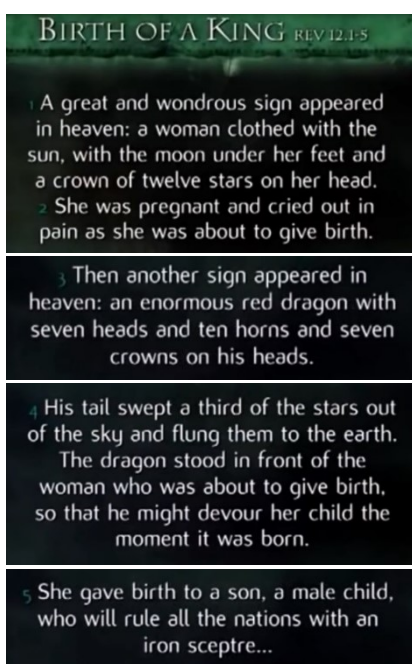 BIRTH OF A KING REV 12.1-5
1 A great and wondrous sign appeared
in heaven: a woman clothed with the
sun, with the moon under her feet and
a crown of twelve stars on her head.
2 She was pregnant and cried out in
pain as she was about to give birth.
3 Then another sign appeared in
heaven: an enormous red dragon with
seven heads and ten horns and seven
crowns on his heads.
4 His tail swept a third of the stars out
of the sky and flung them to the earth.
The dragon stood in front of the
woman who was about to give birth,
so that he might devour her child the
moment it was born.
5 She gave birth to a son, a male child,
who will rule all the nations with an
iron sceptre...